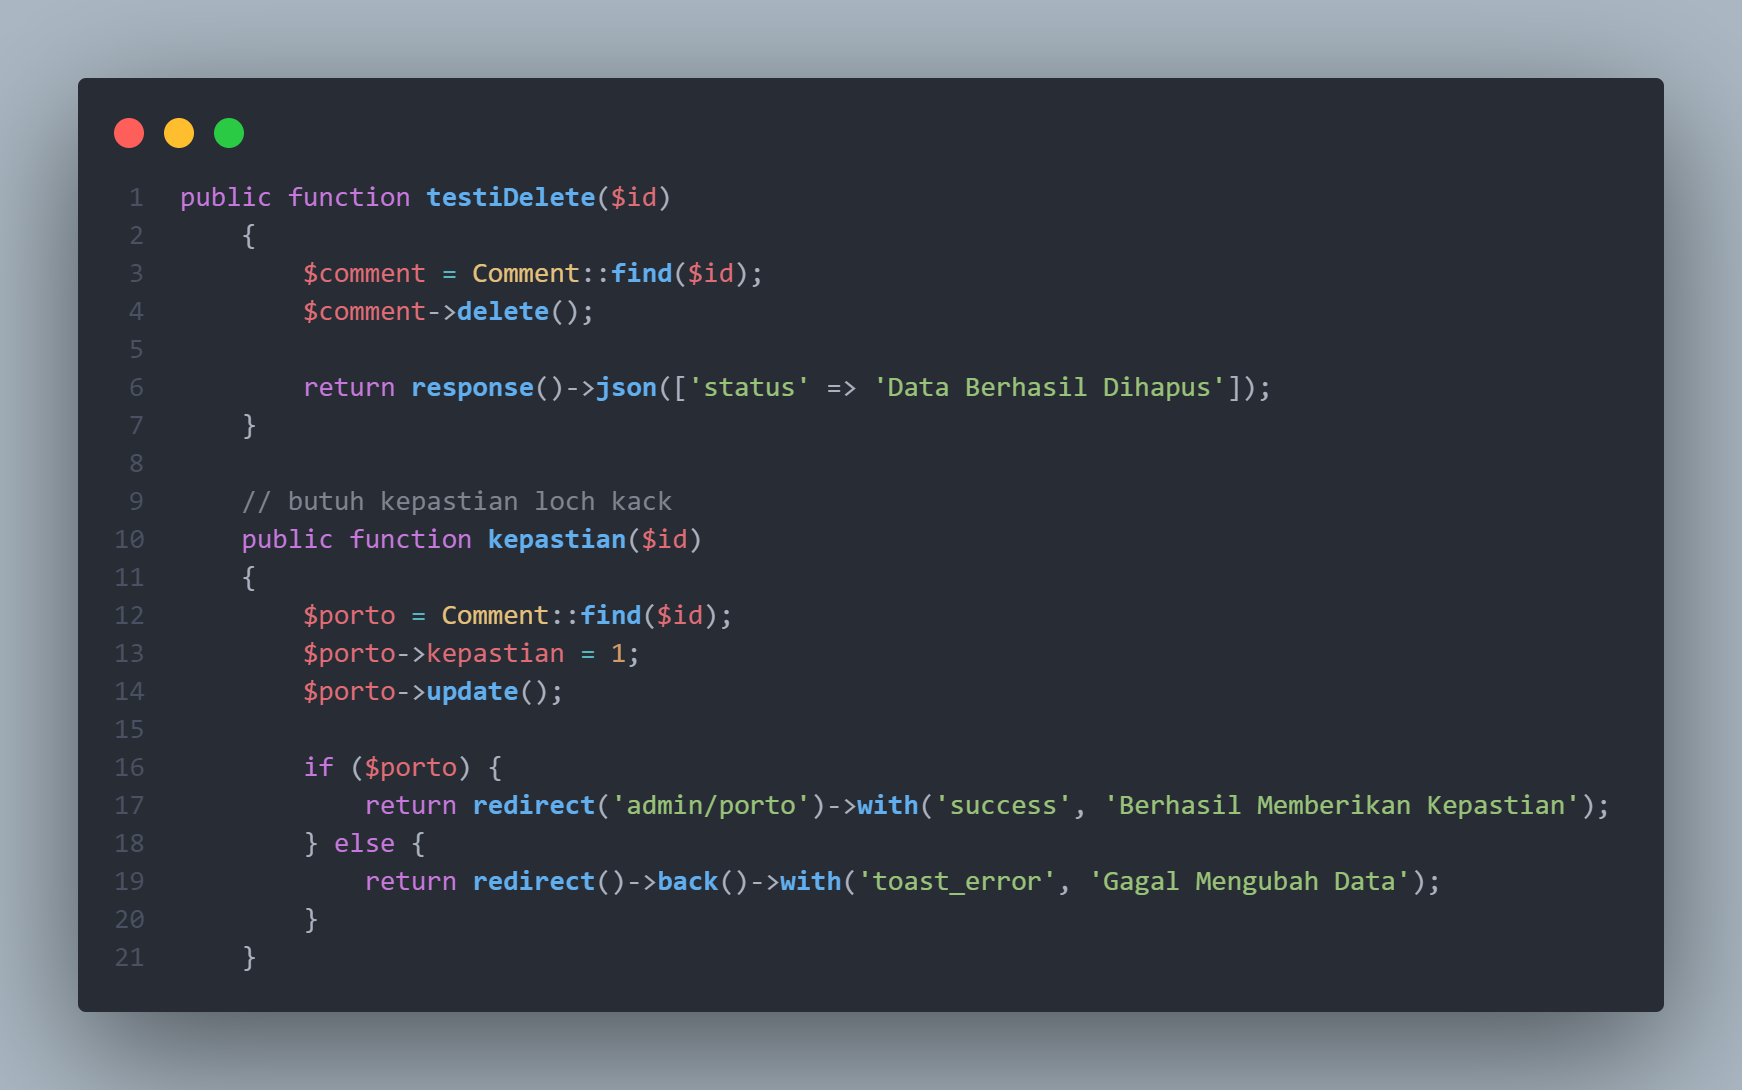 1 public function testiDelete($id)
2 {
3 $comment = Comment::find($id);
4 $comment->delete();
5
6 return response()->json(['status' => 'Data Berhasil Dihapus']);
7 }
8
9 // butuh kepastian loch kack
10 public function kepastian($id)
11 {
12 $porto = Comment::find($id);
13 $porto->kepastian = 1;
14 $porto->update();
15
16 if ($porto) {
17 return redirect('admin/porto')->with('success', 'Berhasil Memberikan Kepastian');
18 } else {
19 return redirect()->back()->with('toast_error', 'Gagal Mengubah Data');
20 }
21 }